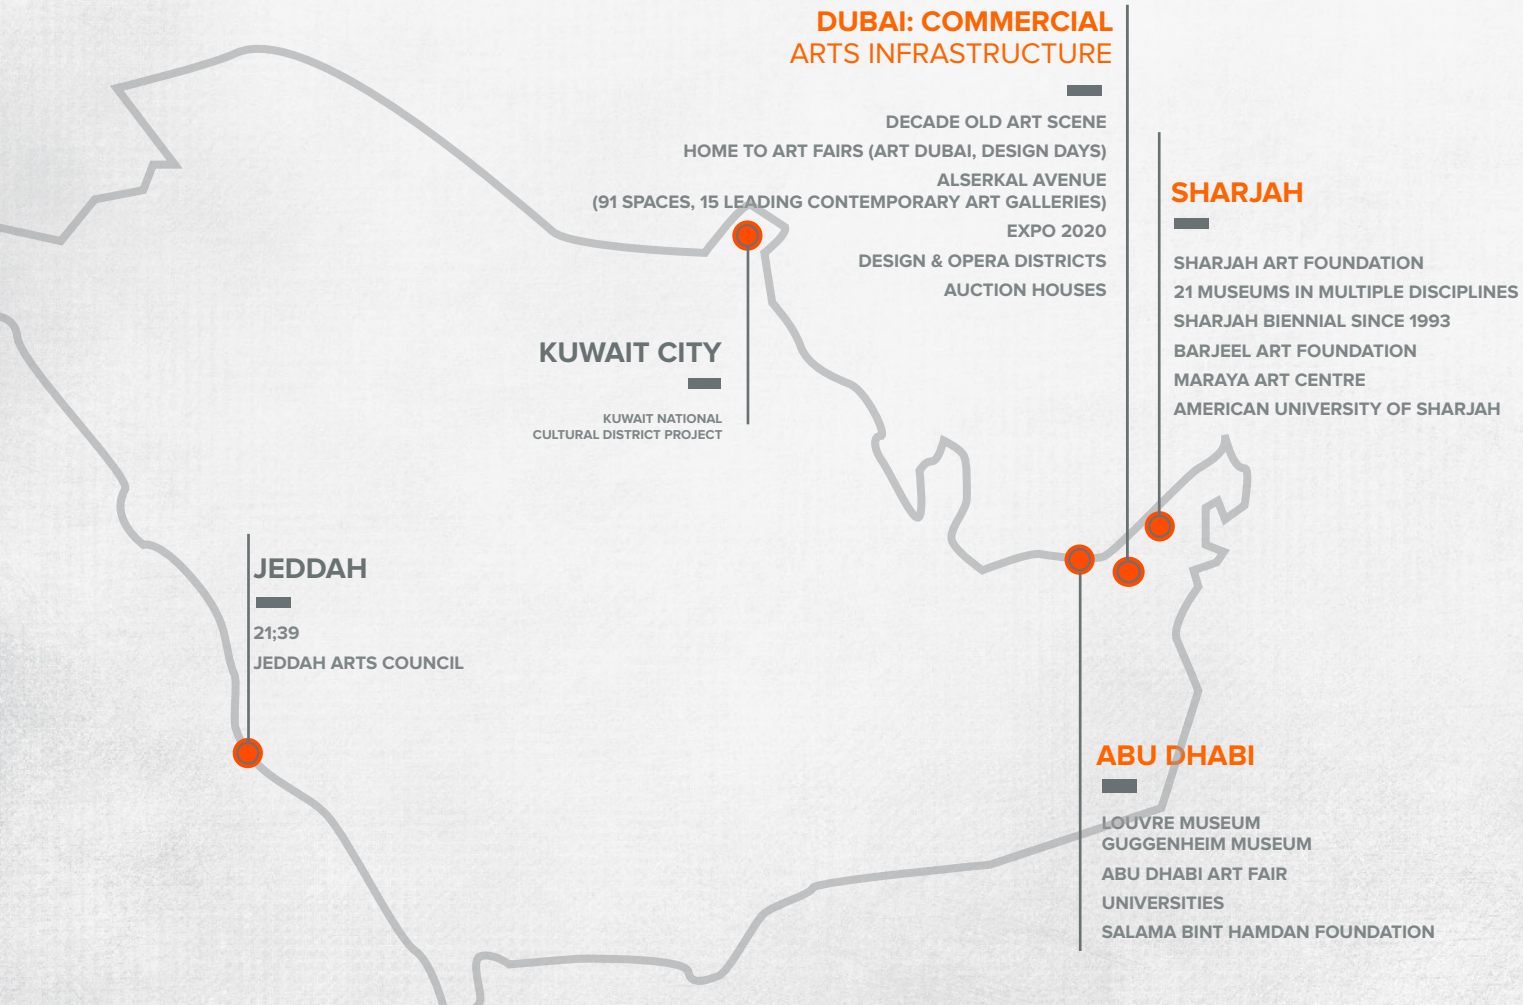 DUBAI: COMMERCIAL
ARTS INFRASTRUCTURE
DECADE OLD ART SCENE
HOME TO ART FAIRS (ART DUBAI, DESIGN DAYS)
ALSERKAL AVENUE
(91 SPACES, 15 LEADING CONTEMPORARY ART GALLERIES)
EXPO 2020
DESIGN & OPERA DISTRICTS
AUCTION HOUSES
SHARJAH
SHARJAH ART FOUNDATION
21 MUSEUMS IN MULTIPLE DISCIPLINES
SHARJAH BIENNIAL SINCE 1993
BARJEEL ART FOUNDATION
MARAYA ART CENTRE
AMERICAN UNIVERSITY OF SHARJAH
KUWAIT CITY
KUWAIT NATIONAL
CULTURAL DISTRICT PROJECT
JEDDAH
21;39
JEDDAH ARTS COUNCIL
ABU DHABI
LOUVRE MUSEUM
GUGGENHEIM MUSEUM
ABU DHABI ART FAIR
UNIVERSITIES
SALAMA BINT HAMDAN FOUNDATION